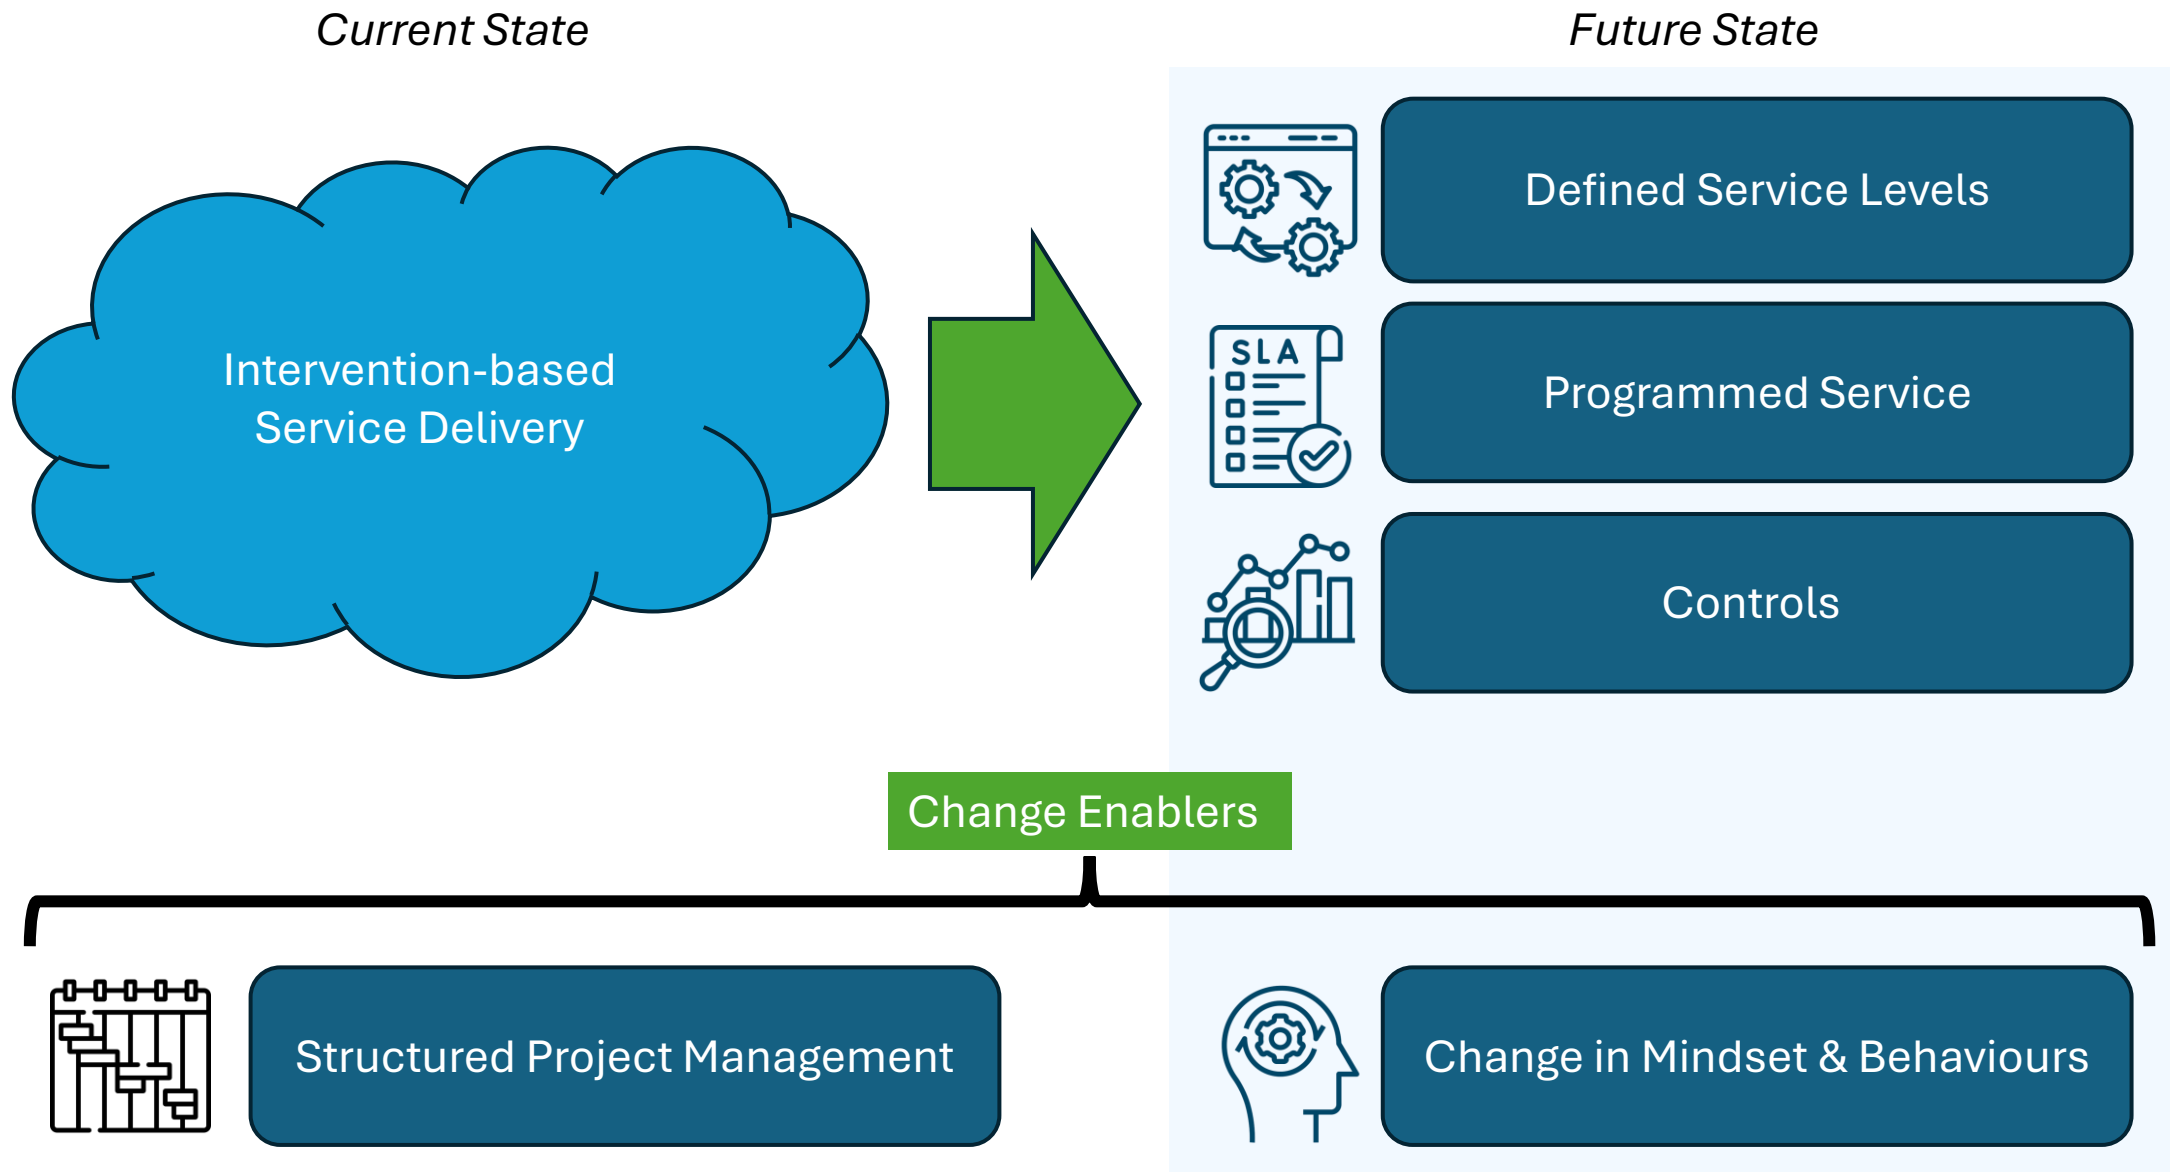 Current State
Future State
Intervention-based
Service Delivery
Defined Service Levels
SLA
Programmed Service
Controls
Change Enablers
Structured Project Management
Change in Mindset & Behaviours